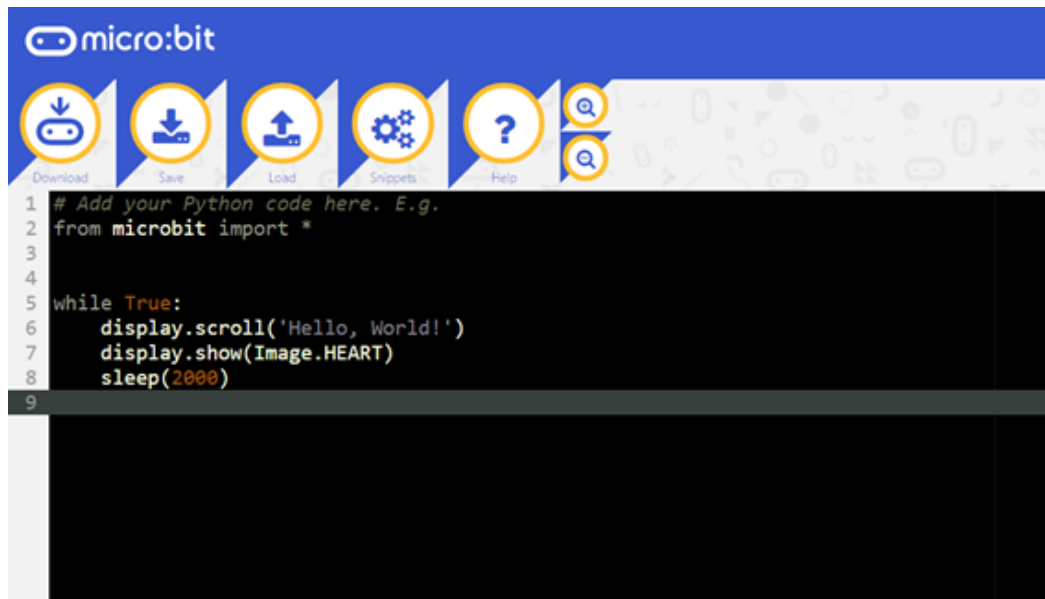 micro:bit
Download Save Load Snippets Help
?
1 # Add your Python code here. E.g.
2 from microbit import *
3
4
5 while True:
6     display.scroll('Hello, World!')
7     display.show(Image.HEART)
8     sleep(2000)
9